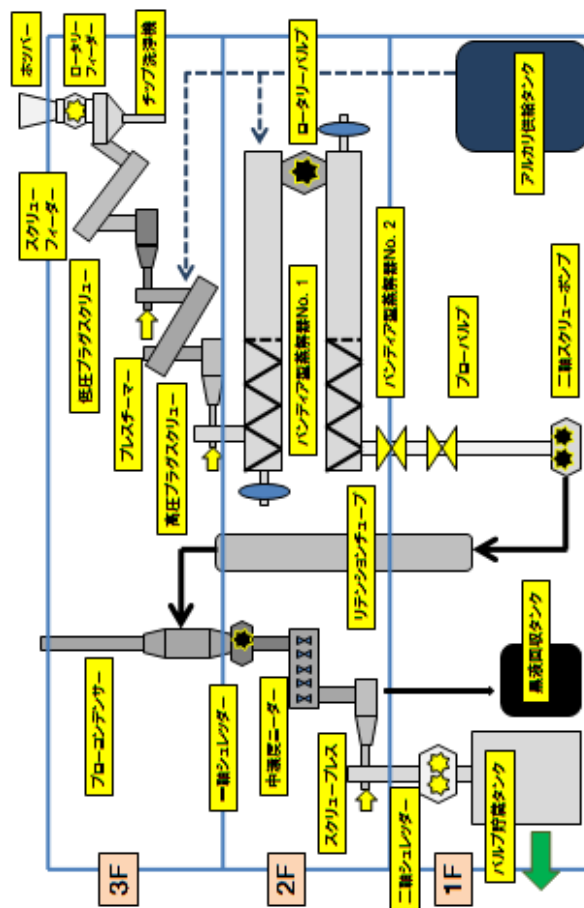 ホッパー
ロータリー
フィーダー
チップ洗浄機
スクリュー
フィーダー
低圧プラグスクリュー
プレスチーマー
高圧プラグスクリュー
ロータリーバルブ
パンディア型蒸解器No. 1
パンディア型蒸解器No. 2
アルカリ供給タンク
ブローバルブ
二軸スクリューポンプ
リテンションチューブ
ブローコンデンサー
一軸シュレッダー
中濃度ニーダー
スクリュープレス
黒液回収タンク
二軸シュレッダー
パルプ貯蔵タンク
3F
2F
1F